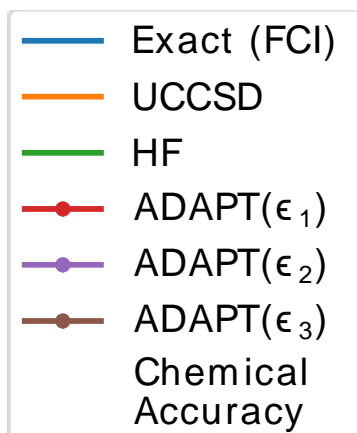 Exact (FCI)
UCCSD
HF
ADAPT(ϵ₁)
ADAPT(ϵ₂)
ADAPT(ϵ₃)
Chemical
Accuracy